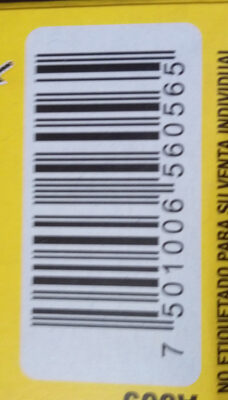 7 501006 560565
NO ETIQUETADO PARA SU VENTA INDIVIDUAL